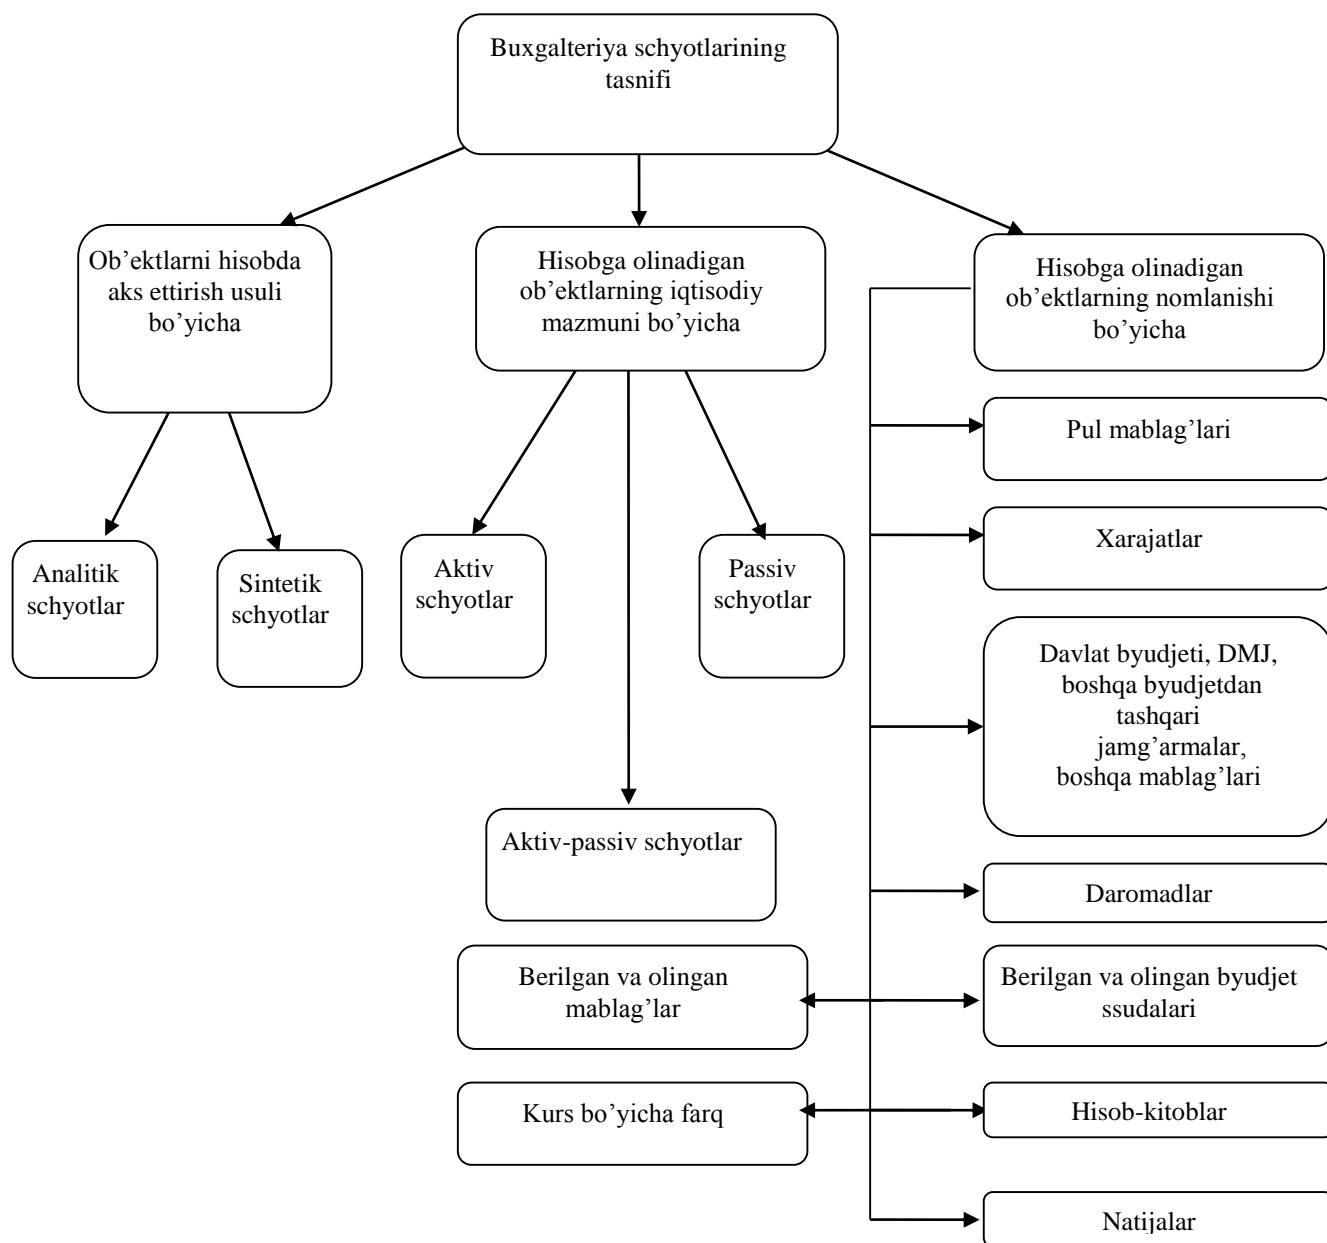 Buxgalteriya schyotlarining
tasnifi
Ob’ektlarni hisobda
aks ettirish usuli
bo’yicha
Hisobga olinadigan
ob’ektlarning iqtisodiy
mazmuni bo’yicha
Hisobga olinadigan
ob’ektlarning nomlanishi
bo’yicha
Analitik
schyotlar
Sintetik
schyotlar
Aktiv
schyotlar
Passiv
schyotlar
Aktiv-passiv schyotlar
Pul mablag’lari
Xarajatlar
Davlat byudjeti, DMJ,
boshqa byudjetdan
tashqari
jamg’armalar,
boshqa mablag’lari
Daromadlar
Berilgan va olingan
mablag’lar
Berilgan va olingan byudjet
ssudalari
Kurs bo’yicha farq
Hisob-kitoblar
Natijalar